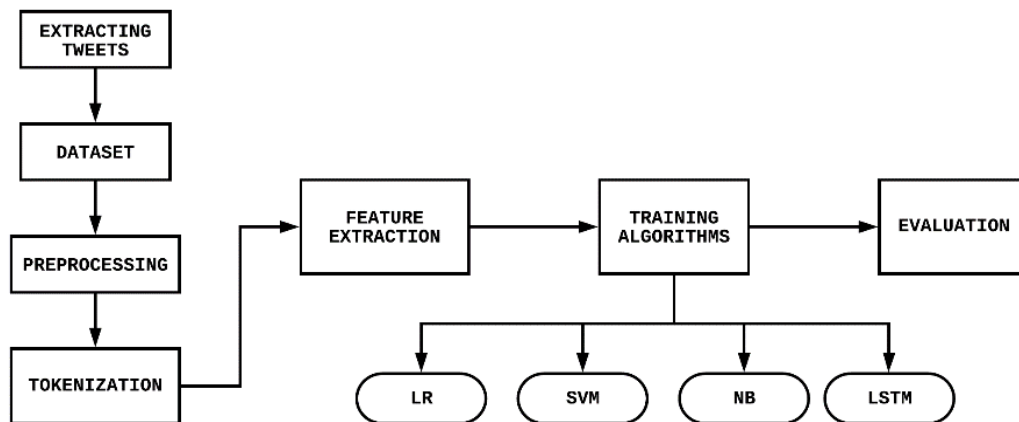 EXTRACTING
TWEETS
DATASET
PREPROCESSING
TOKENIZATION
FEATURE
EXTRACTION
TRAINING
ALGORITHMS
EVALUATION
LR
SVM
NB
LSTM